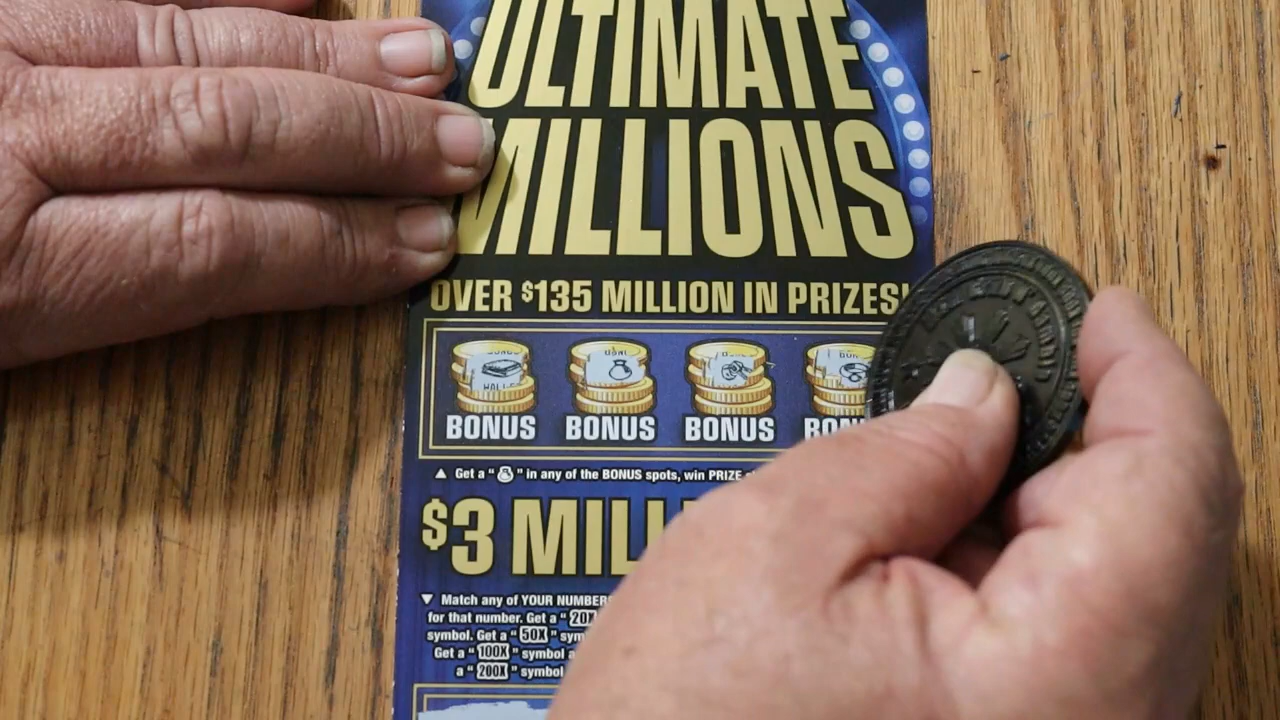 ULTIMATE
MILLIONS
OVER $135 MILLION IN PRIZES!
BONUS BONUS BONUS
▲ Get a " " in any of the BONUS spots, win PRIZE
$3 MILL
▼ Match any of YOUR NUMBERS
for that number. Get a " 20X
symbol. Get a " 50X " sym
Get a " 100X " symbol a
a " 200X " symbol